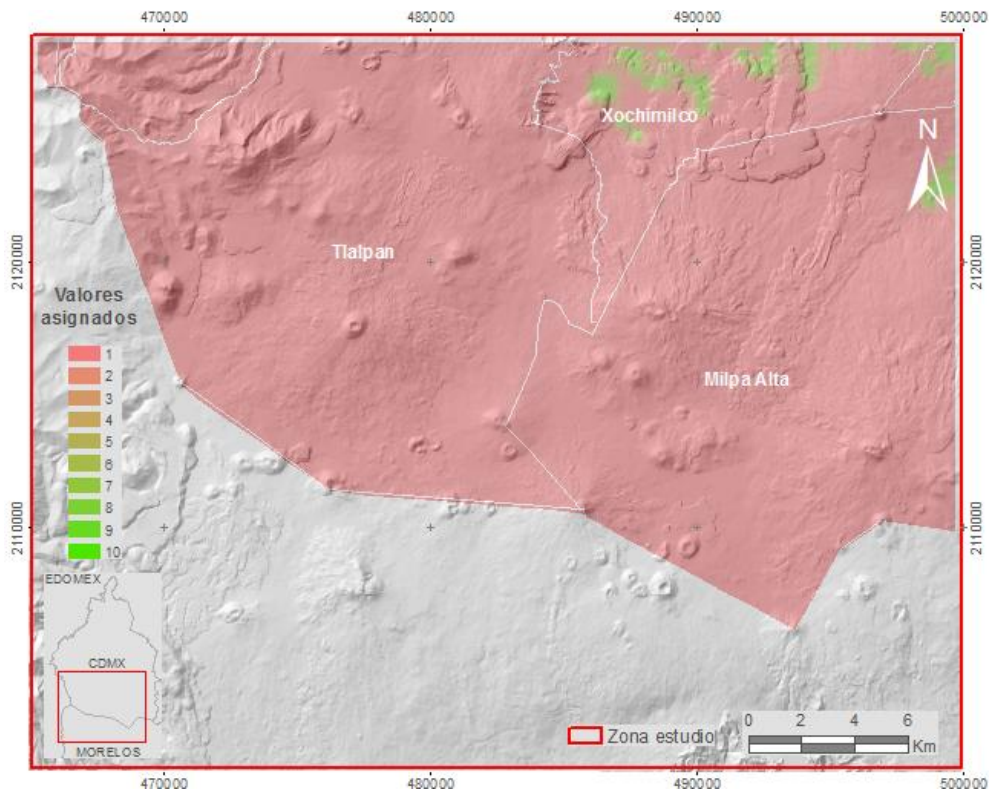 470000
480000
490000
500000
Xochimilco
N
Tlalpan
2120000
2120000
Valores
asignados
1
2
3
4
5
6
7
8
9
10
Milpa Alta
2110000
2110000
EDOMEX
CDMX
MORELOS
Zona estudio
0 2 4 6
Km
470000
480000
490000
500000